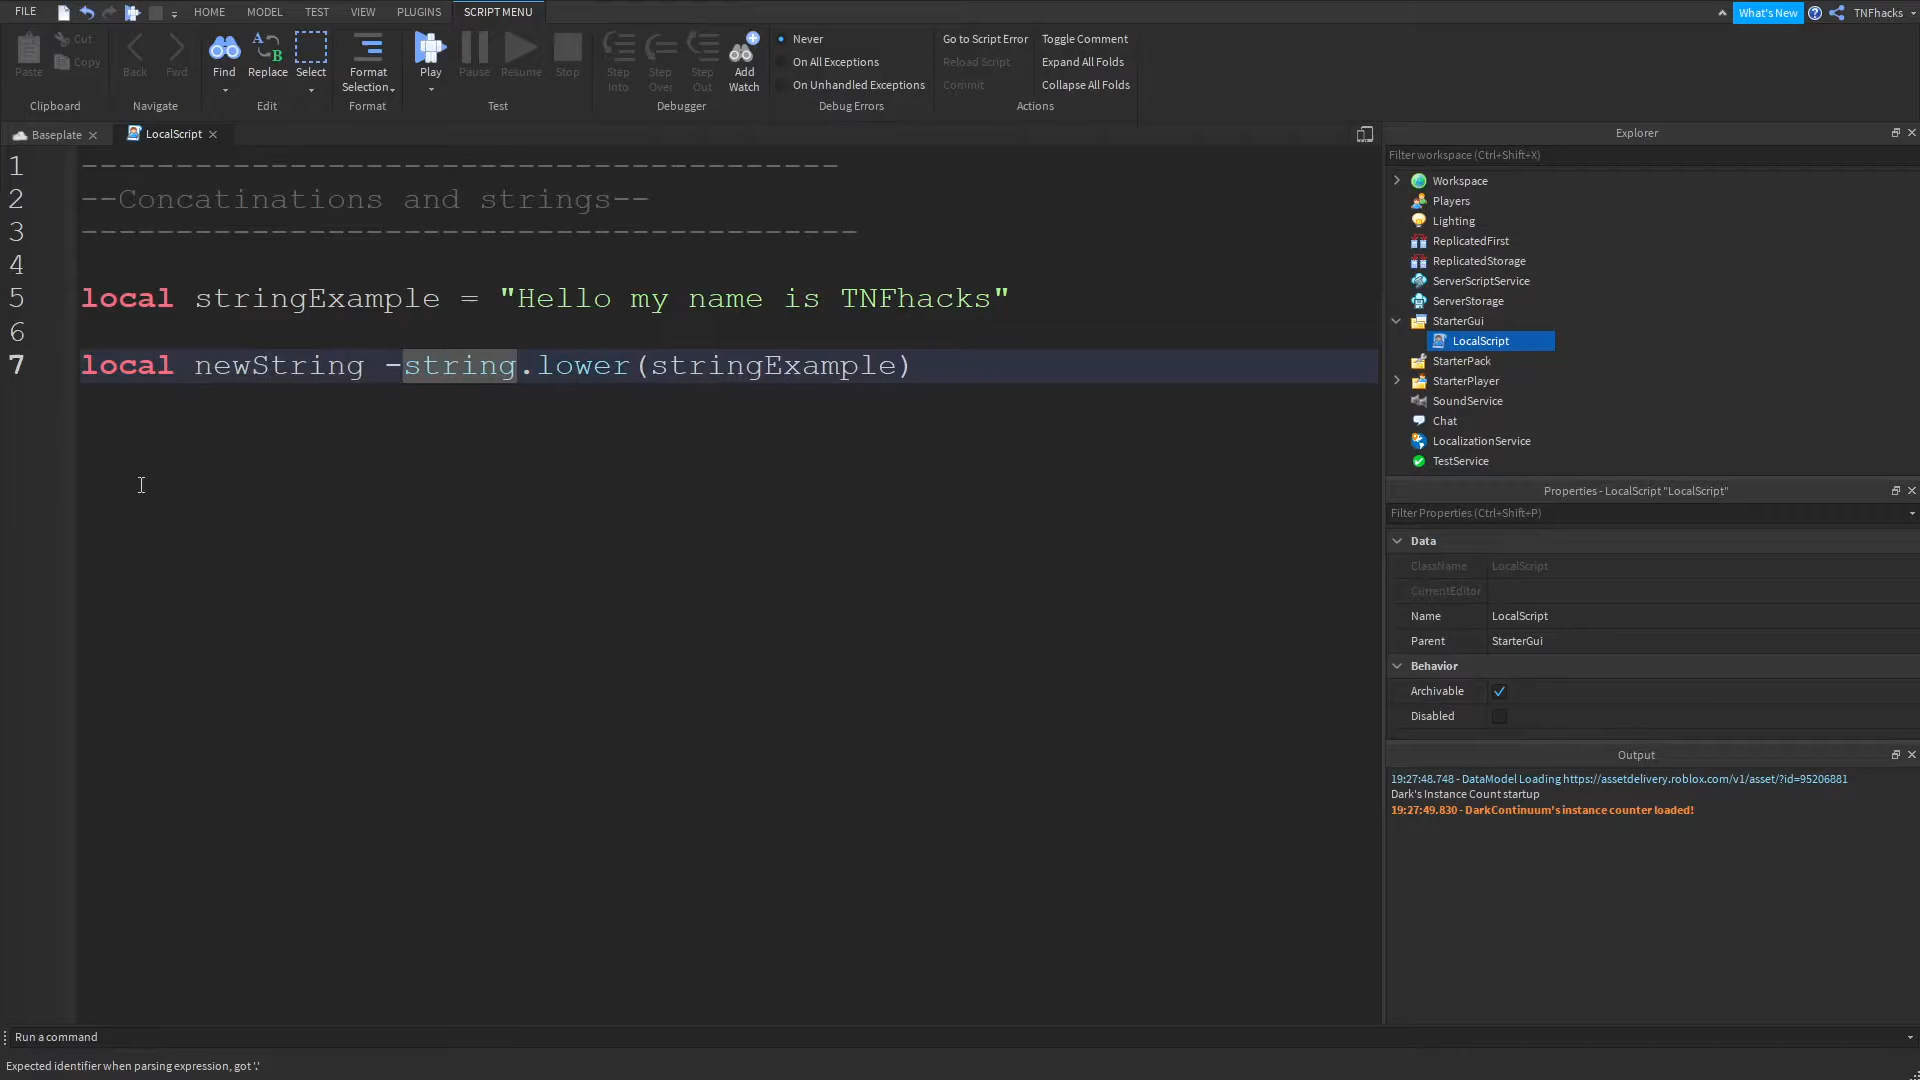 FILE HOME MODEL TEST VIEW PLUGINS SCRIPT MENU What's New TNFhacks
Paste Cut Copy Back Fwd Find Replace Select Format Selection Play Pause Resume Stop Step Into Step Over Step Out Add Watch
Never
On All Exceptions
On Unhandled Exceptions
Go to Script Error Toggle Comment
Reload Script Expand All Folds
Commit Collapse All Folds
Clipboard Navigate Edit Format Test Debugger Debug Errors Actions
Baseplate LocalScript
1 ----------------------------------------
2 --Concatinations and strings--
3 -----------------------------------------
4
5 local stringExample = "Hello my name is TNFhacks"
6
7 local newString -string.lower(stringExample)
Explorer
Filter workspace (Ctrl+Shift+X)
Workspace
Players
Lighting
ReplicatedFirst
ReplicatedStorage
ServerScriptService
ServerStorage
StarterGui
LocalScript
StarterPack
StarterPlayer
SoundService
Chat
LocalizationService
TestService
Properties - LocalScript "LocalScript"
Filter Properties (Ctrl+Shift+P)
Data
ClassName LocalScript
CurrentEditor
Name LocalScript
Parent StarterGui
Behavior
Archivable
Disabled
Output
19:27:48.748 - DataModel Loading https://assetdelivery.roblox.com/v1/asset/?id=95206881
Dark's Instance Count startup
19:27:49.830 - DarkContinuum's instance counter loaded!
Run a command
Expected identifier when parsing expression, got '.'